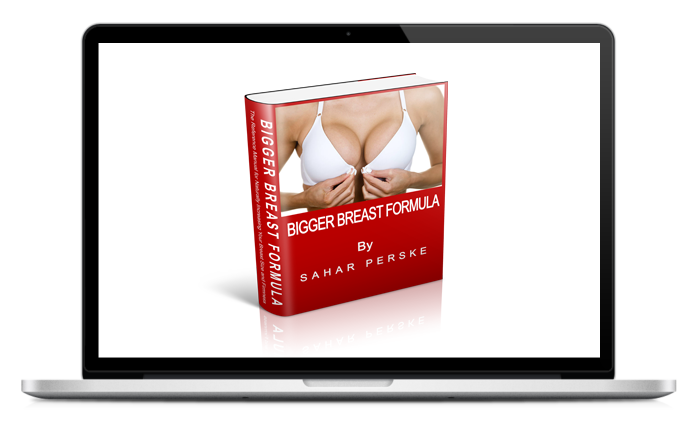 BIGGER BREAST FORMULA
The Reference Manual for Naturally Increasing Your Breast Size and Firmness
BIGGER BREAST FORMULA
By
SAHAR PERSKE